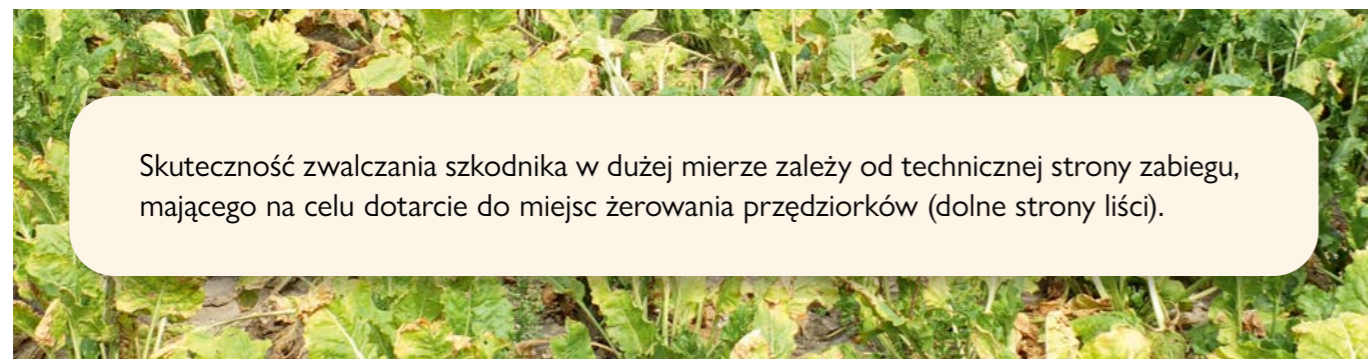 Skuteczność zwalczania szkodnika w dużej mierze zależy od technicznej strony zabiegu,
mającego na celu dotarcie do miejsc żerowania przędziorków (dolne strony liści).